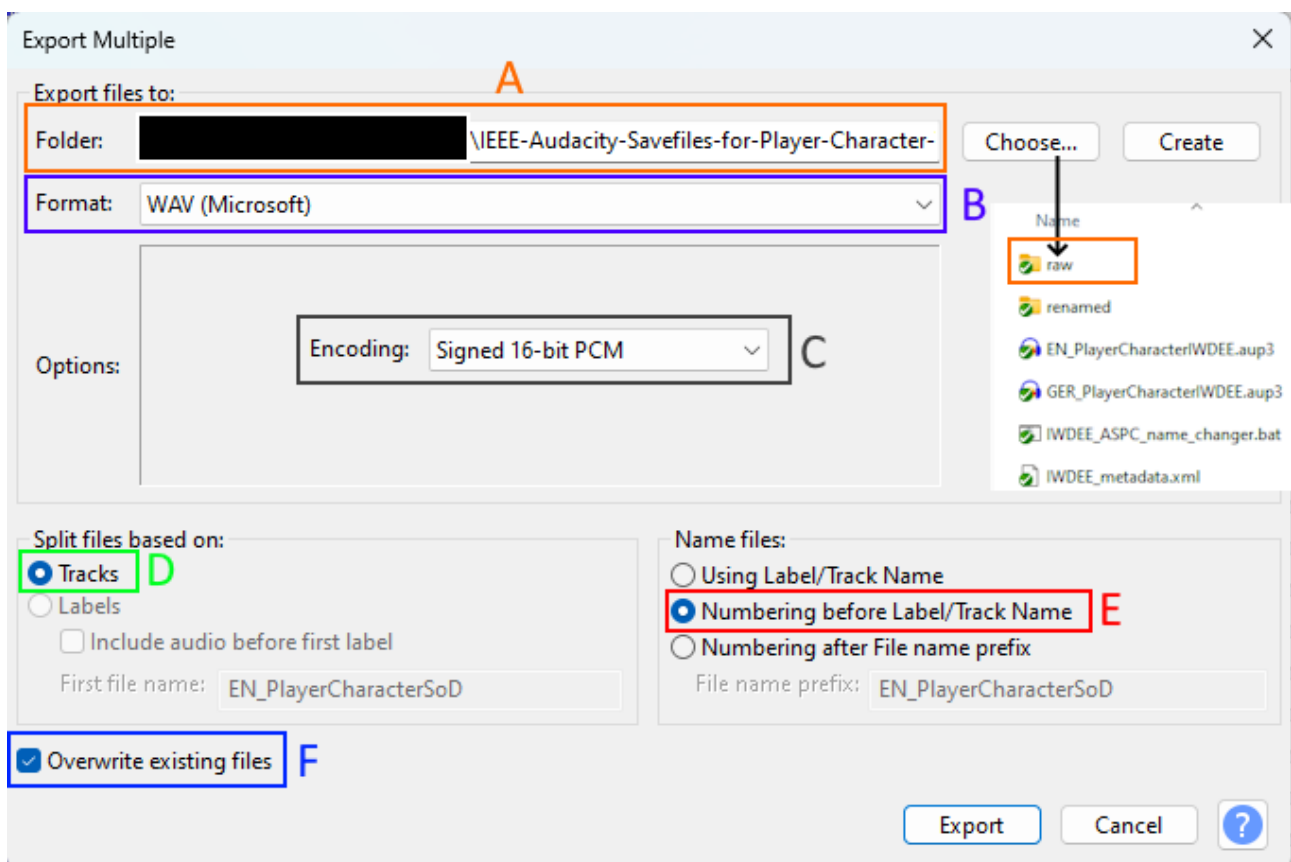 Export Multiple
A
Export files to:
Folder: \IEEE-Audacity-Savefiles-for-Player-Character- Choose... Create
Format: WAV (Microsoft) B
Name
raw
renamed
EN_PlayerCharacterIWDEE.aup3
GER_PlayerCharacterIWDEE.aup3
IWDEE_ASPC_name_changer.bat
IWDEE_metadata.xml
Options:
Encoding: Signed 16-bit PCM C
Split files based on:
Tracks D
Labels
Include audio before first label
First file name: EN_PlayerCharacterSoD
Name files:
Using Label/Track Name
Numbering before Label/Track Name E
Numbering after File name prefix
File name prefix: EN_PlayerCharacterSoD
Overwrite existing files F
Export Cancel ?